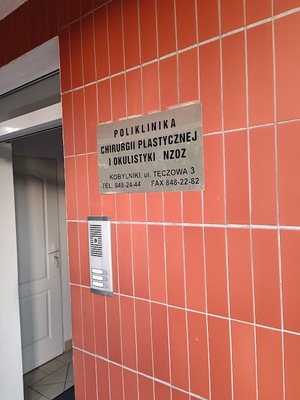 POLIKLINIKA
CHIRURGII PLASTYCZNEJ
I OKULISTYKI NZOZ
KOBYLNIKI; ul. TĘCZOWA 3
TEL. 848-24-44 FAX 848-22-82